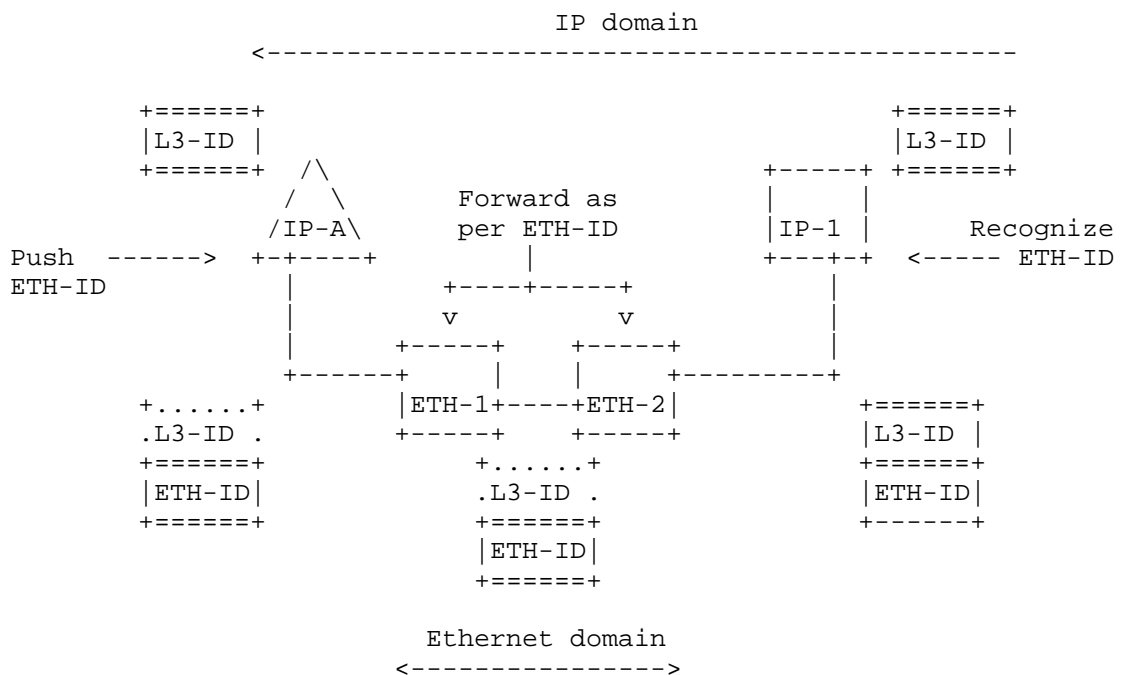 IP domain
<-----------------------------------------------
+======+ +======+
|L3-ID | |L3-ID |
+======+ /\ +-----+ +======+
/ \ Forward as | |
/IP-A\ per ETH-ID |IP-1 | Recognize
Push ------> +-+----+ | +---+-+ <----- ETH-ID
ETH-ID | +----+-----+ |
| v v |
| +-----+ +-----+ |
+------+ | | +---------+
+......+ |ETH-1+----+ETH-2| +======+
.L3-ID . +-----+ +-----+ |L3-ID |
+======+ +......+ +======+
|ETH-ID| .L3-ID . |ETH-ID|
+======+ +======+ +------+
|ETH-ID|
+======+
Ethernet domain
<---------------->